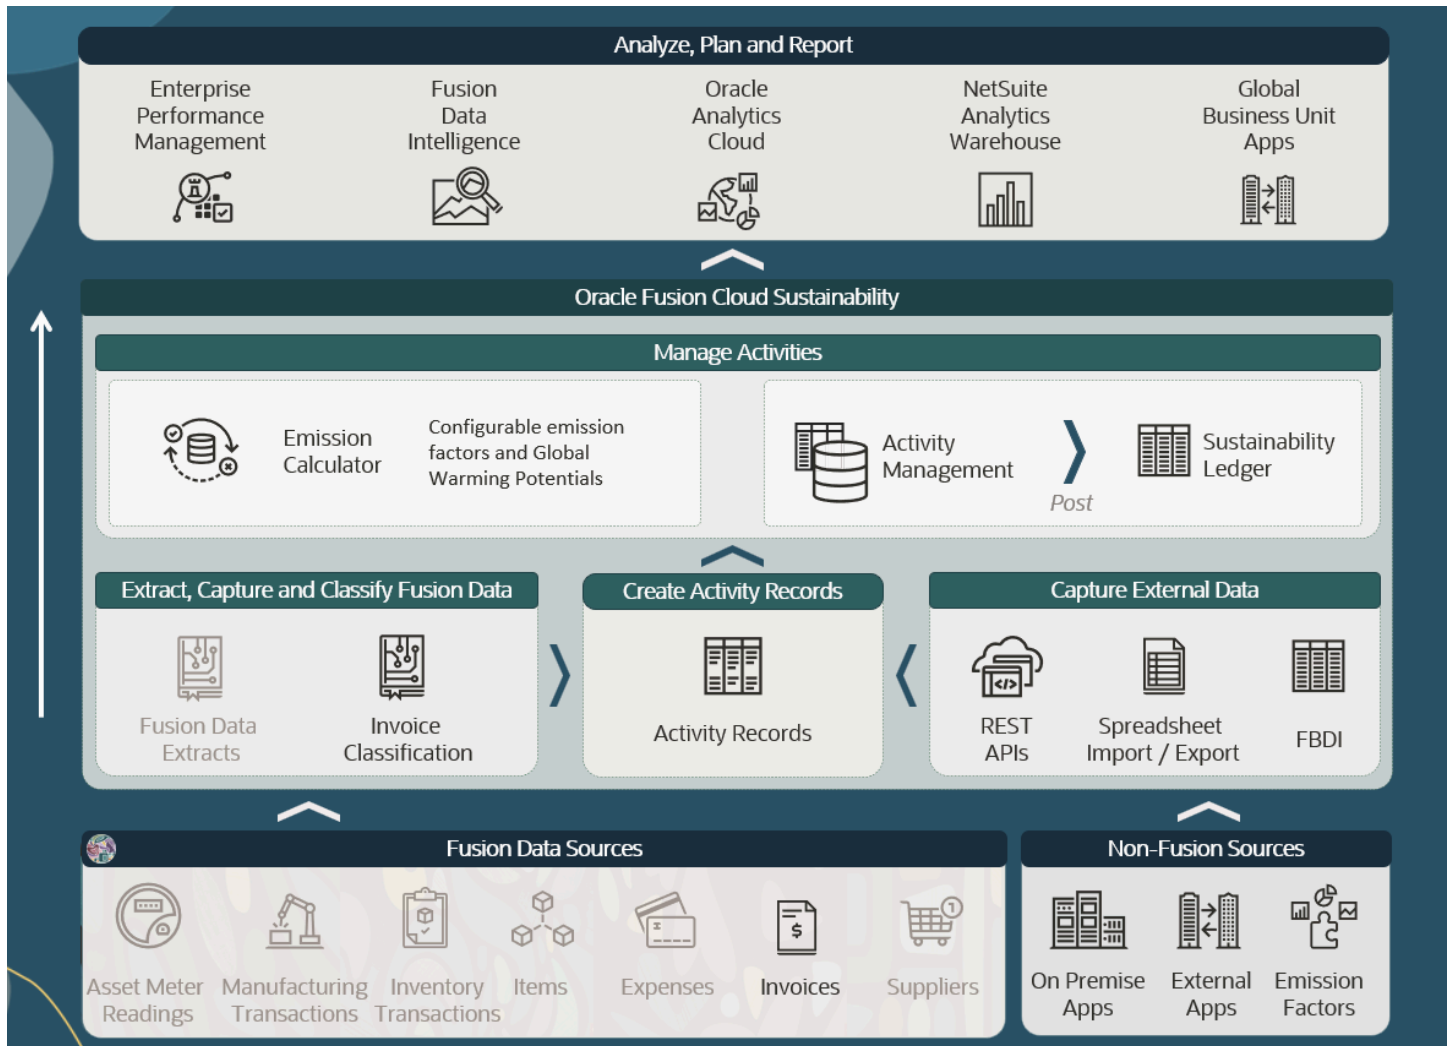 Analyze, Plan and Report
Enterprise
Performance
Management
Fusion
Data
Intelligence
Oracle
Analytics
Cloud
NetSuite
Analytics
Warehouse
Global
Business Unit
Apps
Oracle Fusion Cloud Sustainability
Manage Activities
Emission
Calculator
Configurable emission
factors and Global
Warming Potentials
Activity
Management
Post
Sustainability
Ledger
Extract, Capture and Classify Fusion Data
Fusion Data
Extracts
Invoice
Classification
Create Activity Records
Activity Records
Capture External Data
REST
APIs
Spreadsheet
Import / Export
FBDI
Fusion Data Sources
Asset Meter
Readings
Manufacturing
Transactions
Inventory
Transactions
Items
Expenses
$
Invoices
1
Suppliers
Non-Fusion Sources
On Premise
Apps
External
Apps
Emission
Factors